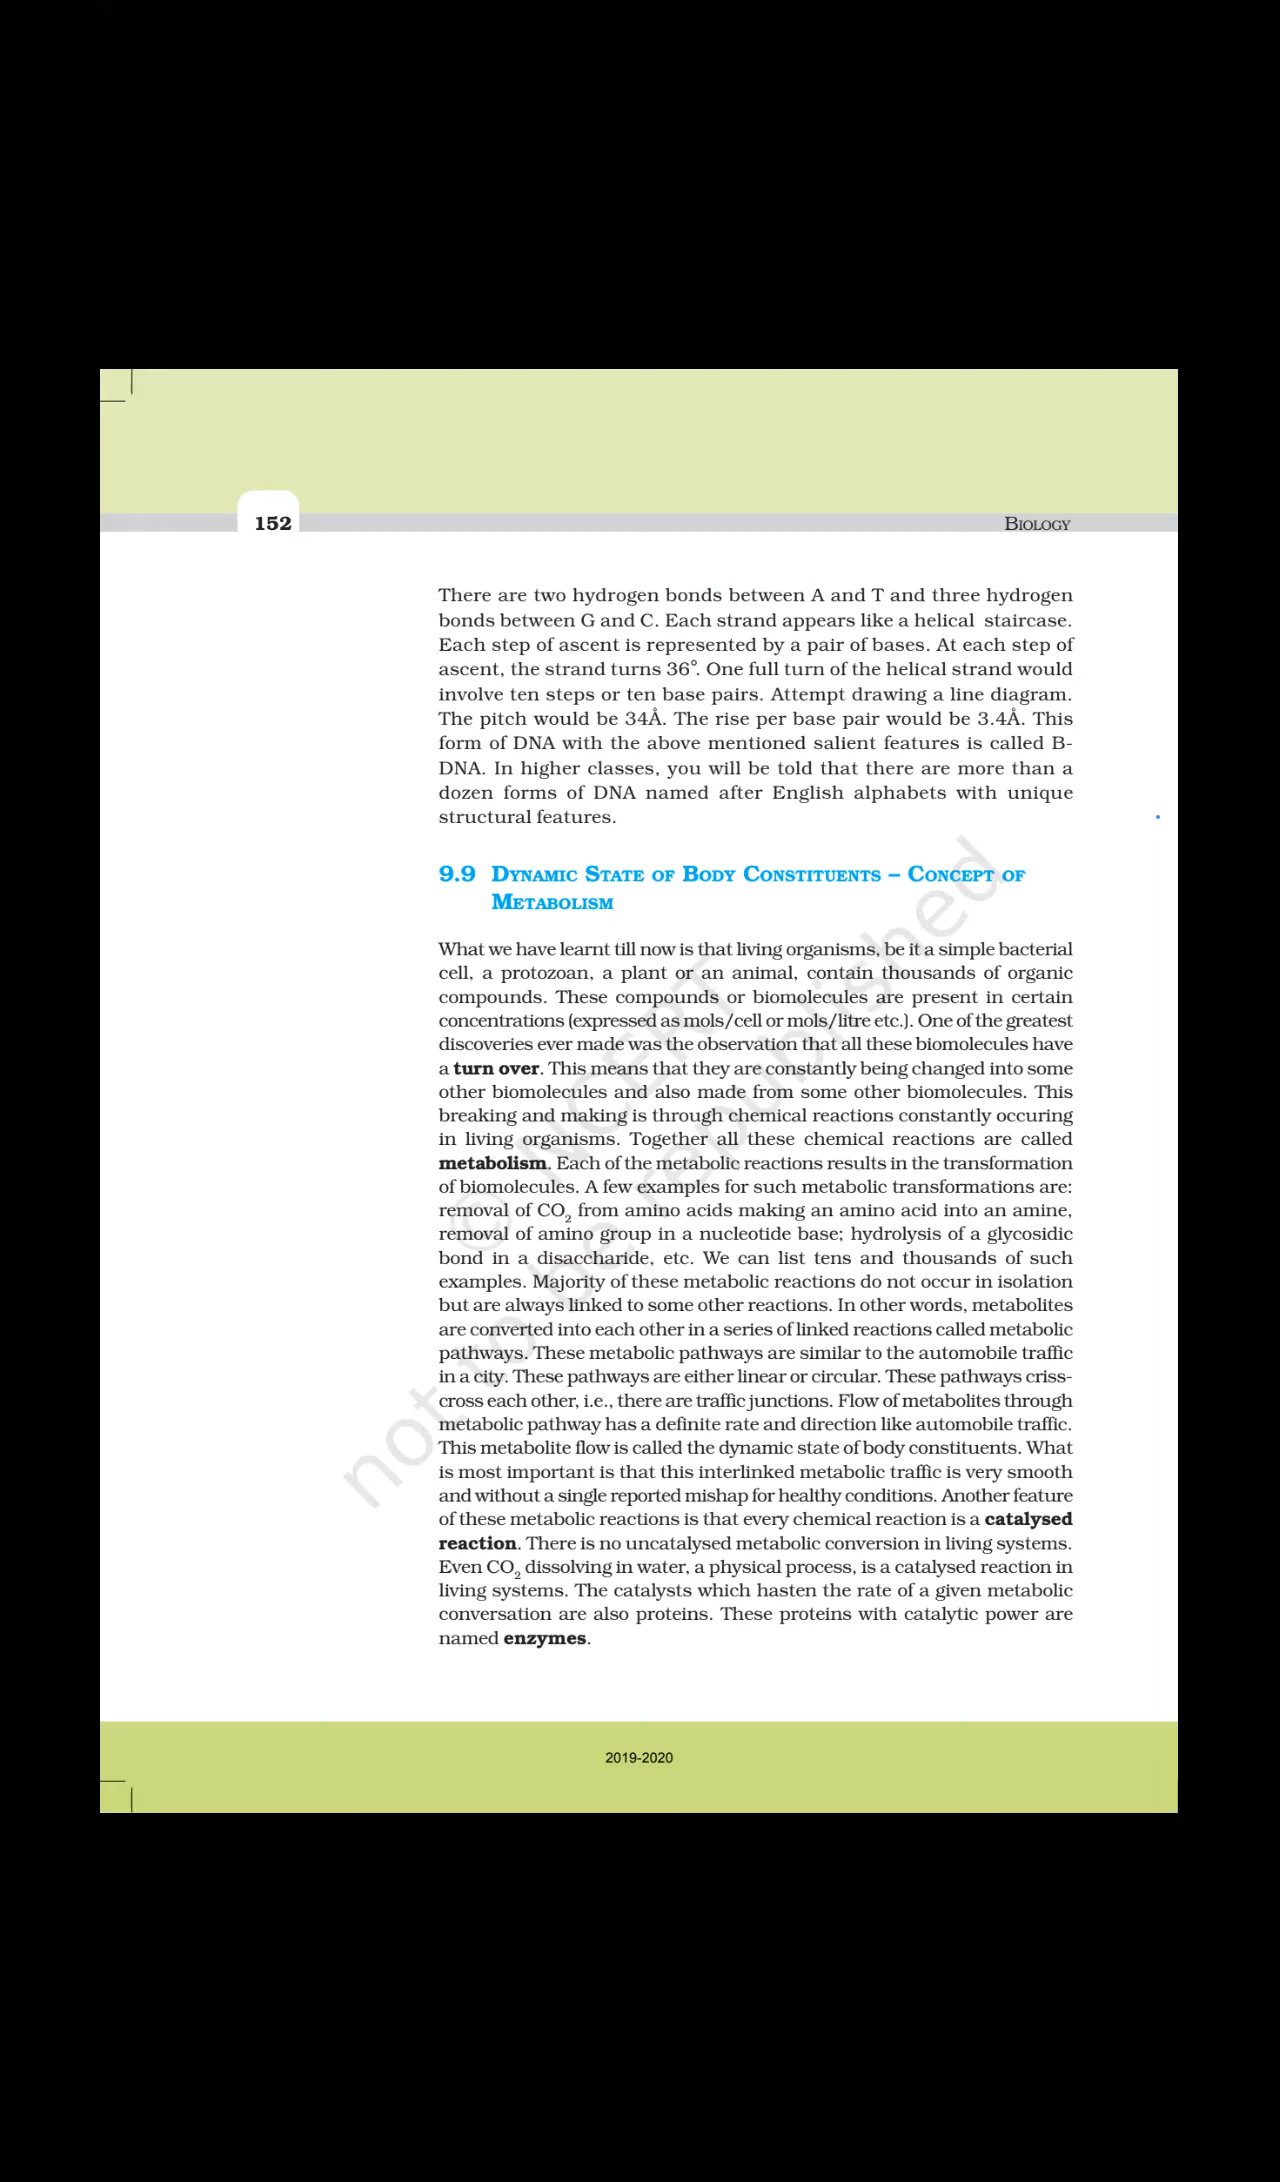 152
BIOLOGY
There are two hydrogen bonds between A and T and three hydrogen
bonds between G and C. Each strand appears like a helical staircase.
Each step of ascent is represented by a pair of bases. At each step of
ascent, the strand turns 36°. One full turn of the helical strand would
involve ten steps or ten base pairs. Attempt drawing a line diagram.
The pitch would be 34Å. The rise per base pair would be 3.4Å. This
form of DNA with the above mentioned salient features is called B-
DNA. In higher classes, you will be told that there are more than a
dozen forms of DNA named after English alphabets with unique
structural features.
9.9 DYNAMIC STATE OF BODY CONSTITUENTS – CONCEPT OF
METABOLISM
What we have learnt till now is that living organisms, be it a simple bacterial
cell, a protozoan, a plant or an animal, contain thousands of organic
compounds. These compounds or biomolecules are present in certain
concentrations (expressed as mols/cell or mols/litre etc.). One of the greatest
discoveries ever made was the observation that all these biomolecules have
a turn over. This means that they are constantly being changed into some
other biomolecules and also made from some other biomolecules. This
breaking and making is through chemical reactions constantly occuring
in living organisms. Together all these chemical reactions are called
metabolism. Each of the metabolic reactions results in the transformation
of biomolecules. A few examples for such metabolic transformations are:
removal of CO₂ from amino acids making an amino acid into an amine,
removal of amino group in a nucleotide base; hydrolysis of a glycosidic
bond in a disaccharide, etc. We can list tens and thousands of such
examples. Majority of these metabolic reactions do not occur in isolation
but are always linked to some other reactions. In other words, metabolites
are converted into each other in a series of linked reactions called metabolic
pathways. These metabolic pathways are similar to the automobile traffic
in a city. These pathways are either linear or circular. These pathways criss-
cross each other, i.e., there are traffic junctions. Flow of metabolites through
metabolic pathway has a definite rate and direction like automobile traffic.
This metabolite flow is called the dynamic state of body constituents. What
is most important is that this interlinked metabolic traffic is very smooth
and without a single reported mishap for healthy conditions. Another feature
of these metabolic reactions is that every chemical reaction is a catalysed
reaction. There is no uncatalysed metabolic conversion in living systems.
Even CO₂ dissolving in water, a physical process, is a catalysed reaction in
living systems. The catalysts which hasten the rate of a given metabolic
conversation are also proteins. These proteins with catalytic power are
named enzymes.
© NCERT
not to be republished
2019-2020